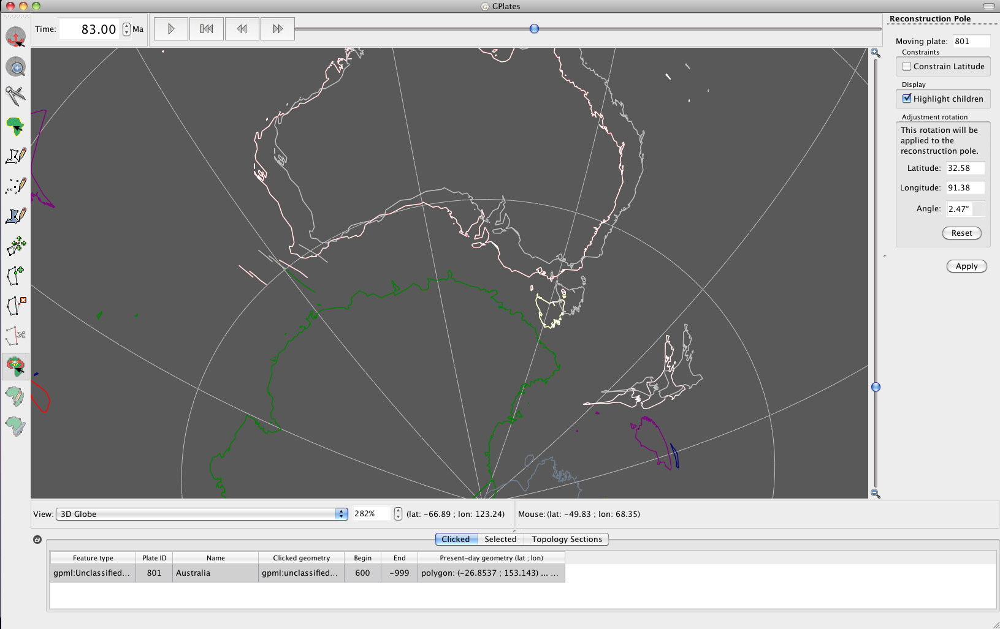 GPlates
Time: 83.00 Ma
Reconstruction Pole
Moving plate: 801
Constraints
Constrain Latitude
Display
Highlight children
Adjustment rotation
This rotation will be
applied to the
reconstruction pole.
Latitude: 32.58
Longitude: 91.38
Angle: 2.47°
Reset
Apply
View: 3D Globe 282% (lat: -66.89 ; lon: 123.24) Mouse: (lat: -49.83 ; lon: 68.35)
Clicked Selected Topology Sections
Feature type Plate ID Name Clicked geometry Begin End Present-day geometry (lat ; lon)
gpml:Unclassified... 801 Australia gpml:unclassified... 600 -999 polygon: (-26.8537 ; 153.143) ... ...